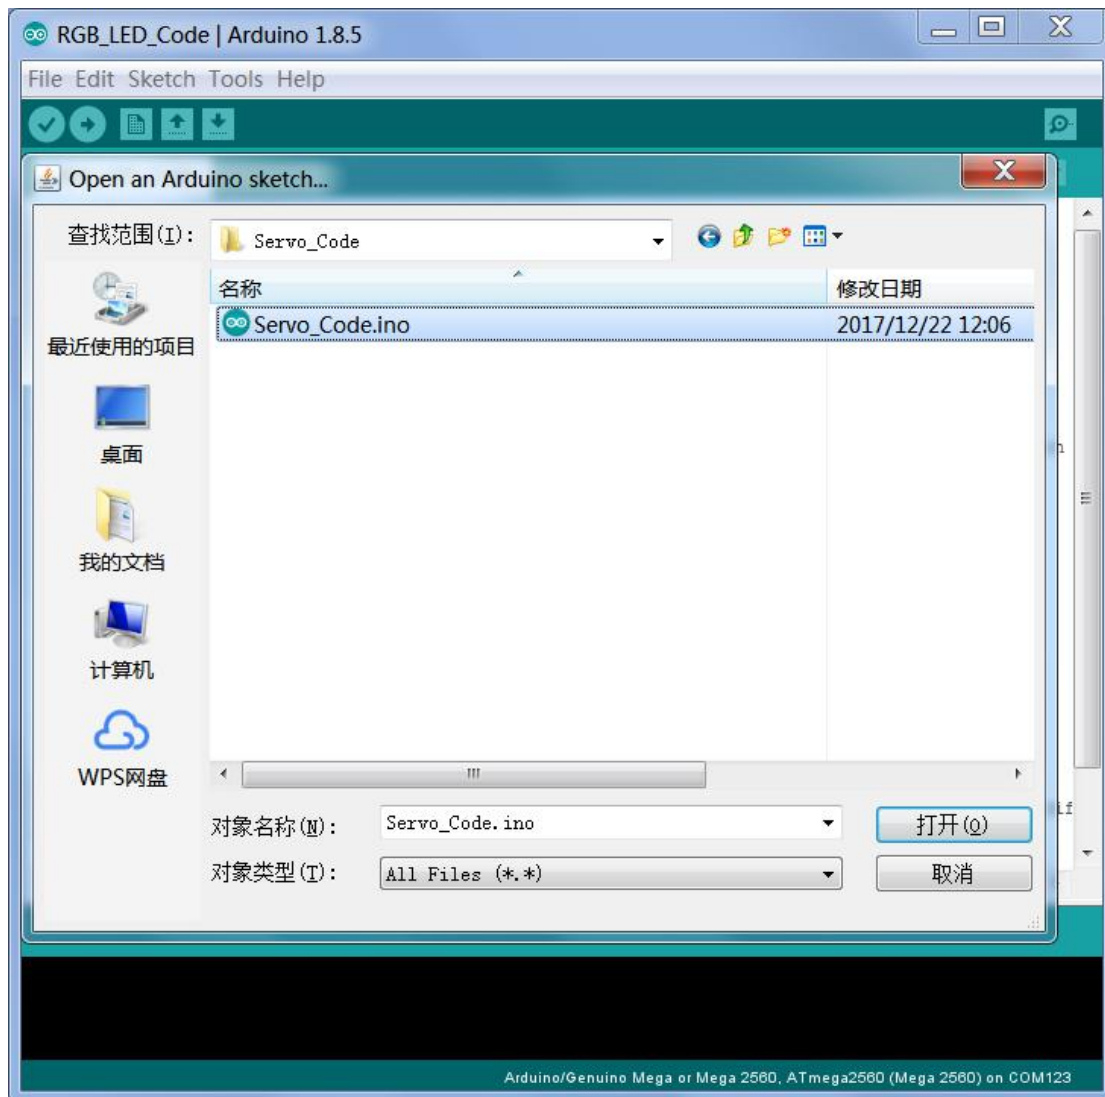 RGB_LED_Code | Arduino 1.8.5
File Edit Sketch Tools Help
Open an Arduino sketch...
查找范围(I): Servo_Code
名称 修改日期
Servo_Code.ino 2017/12/22 12:06
最近使用的项目
桌面
我的文档
计算机
WPS网盘
对象名称(N): Servo_Code.ino 打开(O)
对象类型(T): All Files (*.*) 取消
Arduino/Genuino Mega or Mega 2560, ATmega2560 (Mega 2560) on COM123